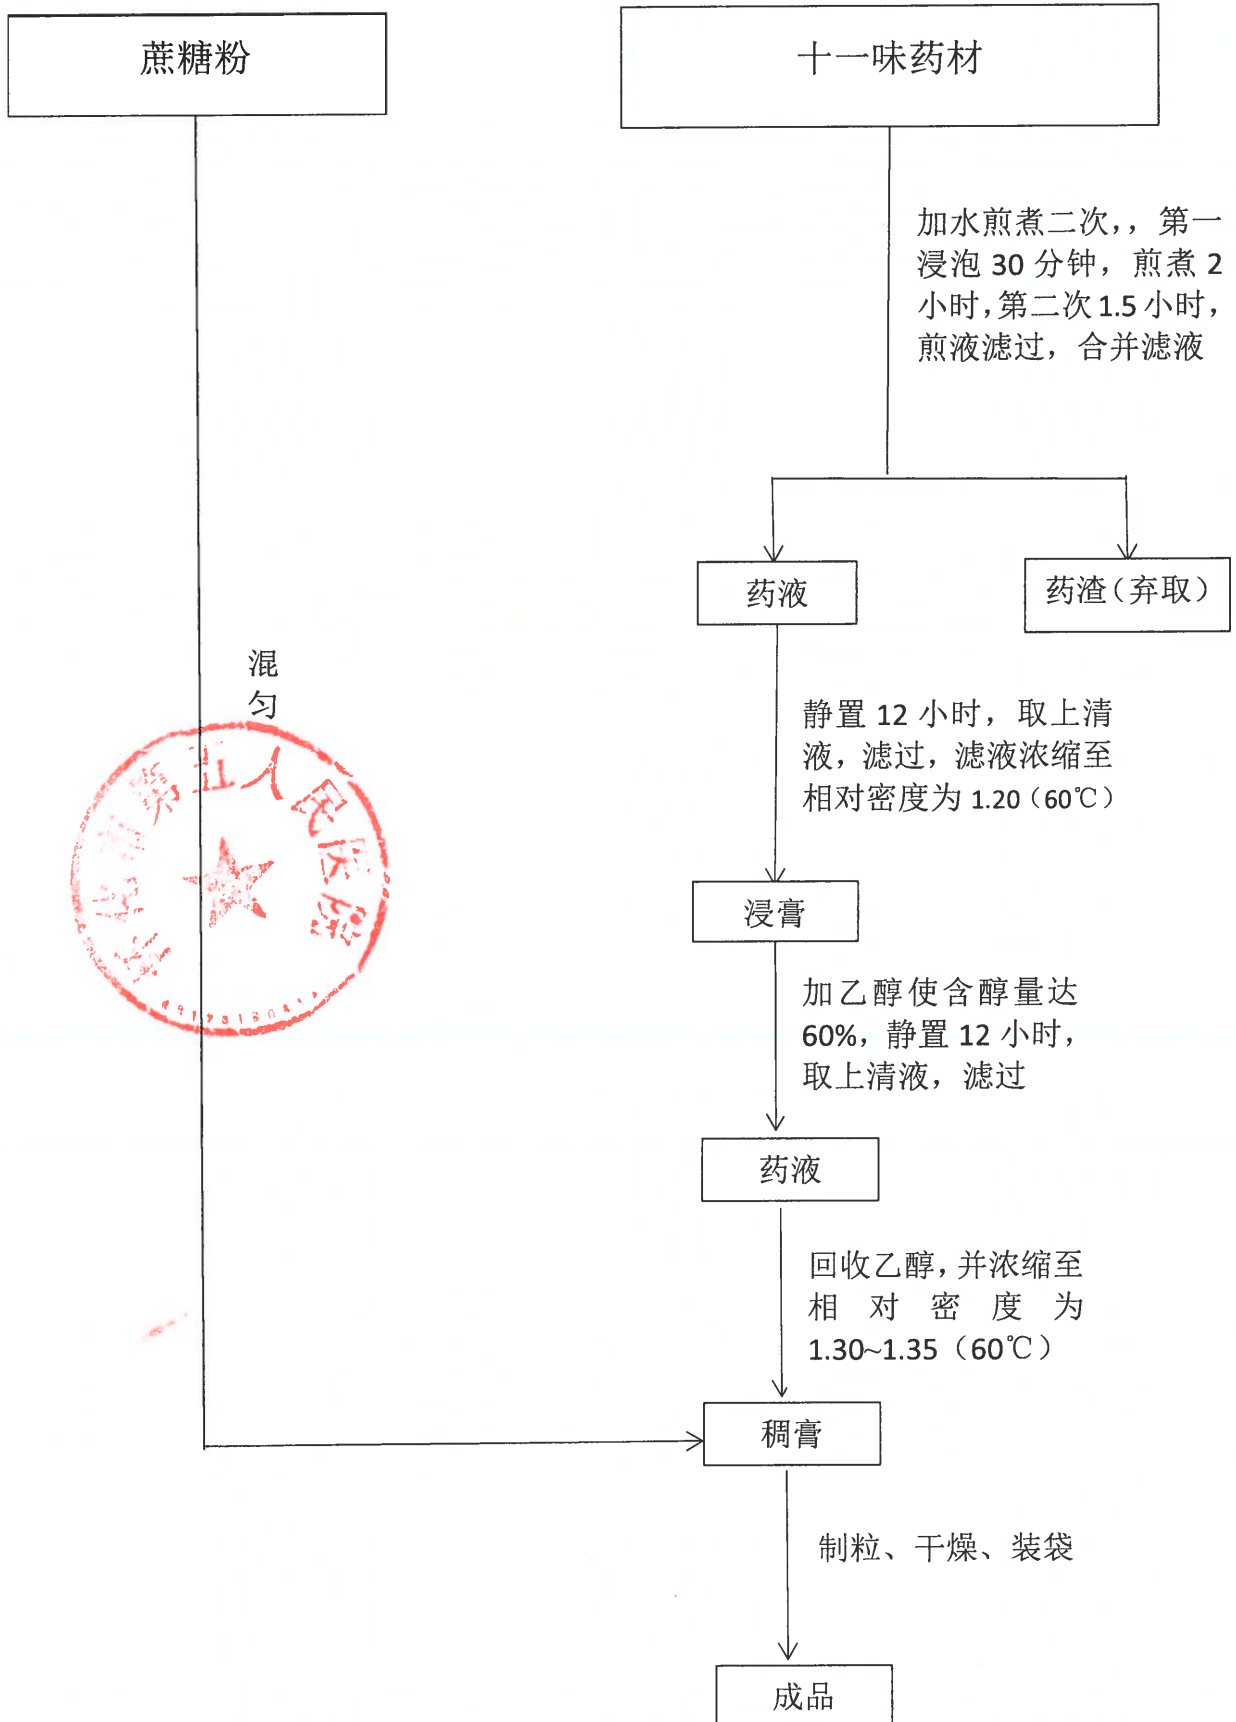 蔗糖粉
十一味药材
加水煎煮二次，，第一
浸泡 30 分钟，煎煮 2
小时，第二次 1.5 小时，
煎液滤过，合并滤液
药液
药渣（弃取）
混
匀
静置 12 小时，取上清
液，滤过，滤液浓缩至
相对密度为 1.20（60℃）
第五人民医院
浸膏
加乙醇使含醇量达
60%，静置 12 小时，
取上清液，滤过
药液
回收乙醇，并浓缩至
相对密度为
1.30~1.35（60℃）
稠膏
制粒、干燥、装袋
成品